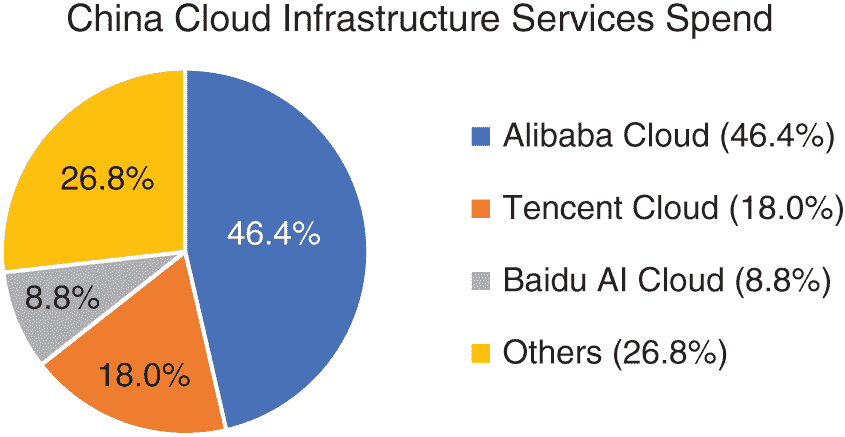 China Cloud Infrastructure Services Spend
26.8%
46.4%
8.8%
18.0%
Alibaba Cloud (46.4%)
Tencent Cloud (18.0%)
Baidu AI Cloud (8.8%)
Others (26.8%)